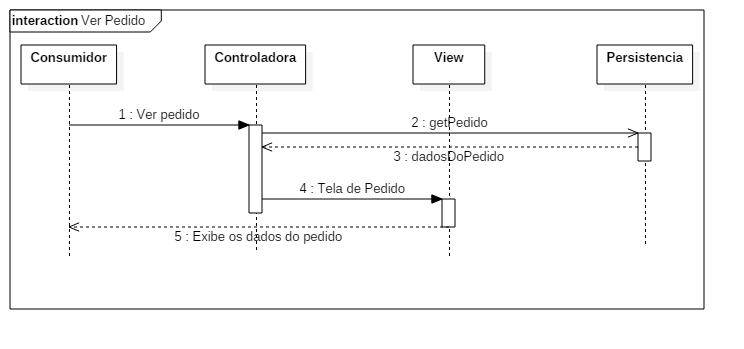 interaction Ver Pedido
Consumidor
Controladora
View
Persistencia
1 : Ver pedido
2 : getPedido
3 : dadosDoPedido
4 : Tela de Pedido
5 : Exibe os dados do pedido